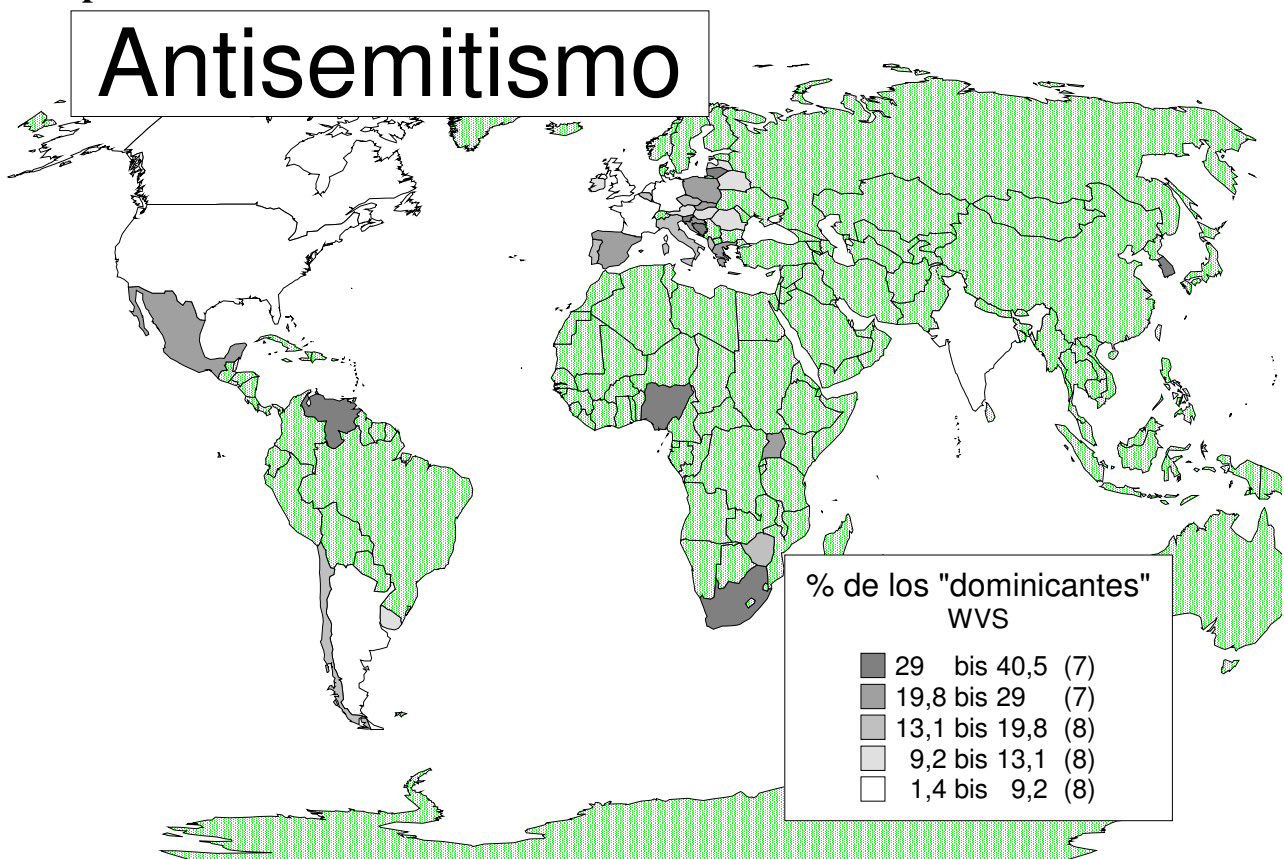 Antisemitismo
% de los "dominicantes"
WVS
29 bis 40,5 (7)
19,8 bis 29 (7)
13,1 bis 19,8 (8)
9,2 bis 13,1 (8)
1,4 bis 9,2 (8)